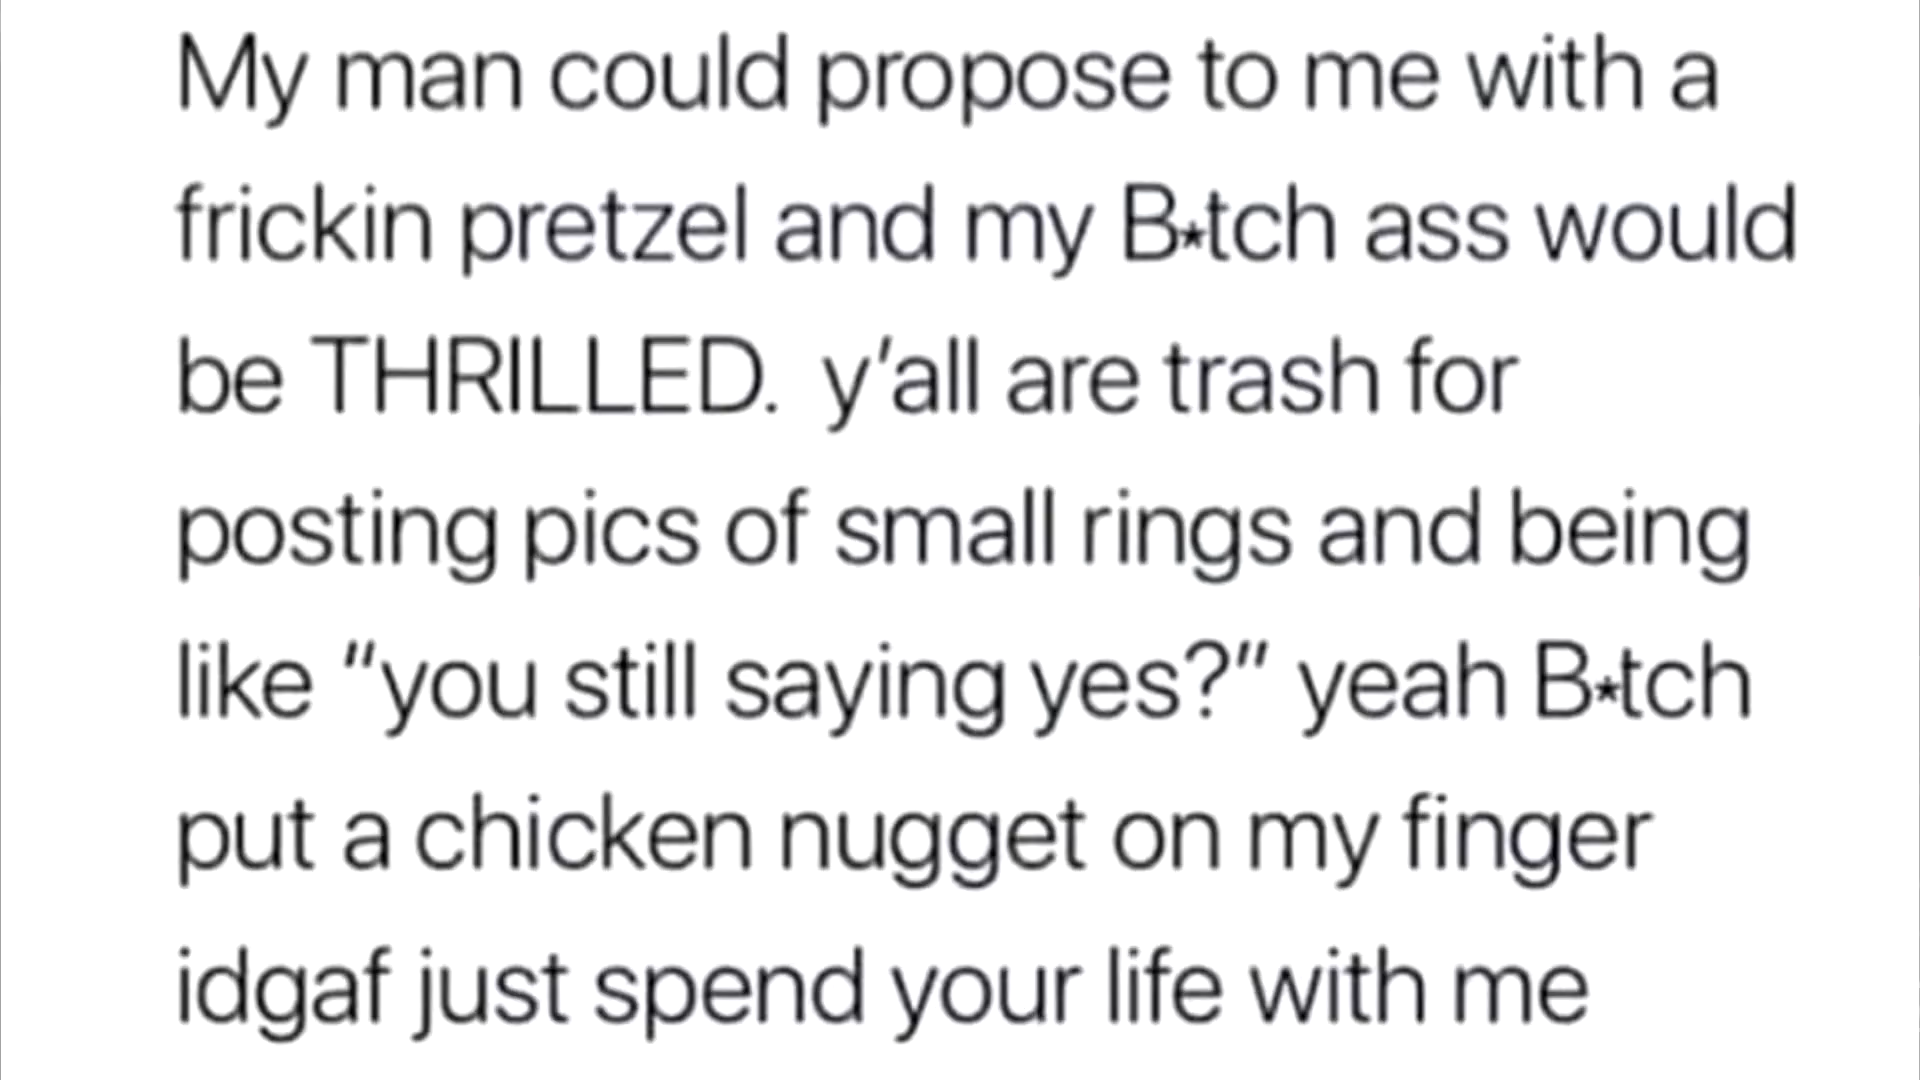 My man could propose to me with a
frickin pretzel and my B*tch ass would
be THRILLED.  y’all are trash for
posting pics of small rings and being
like “you still saying yes?” yeah B*tch
put a chicken nugget on my finger
idgaf just spend your life with me